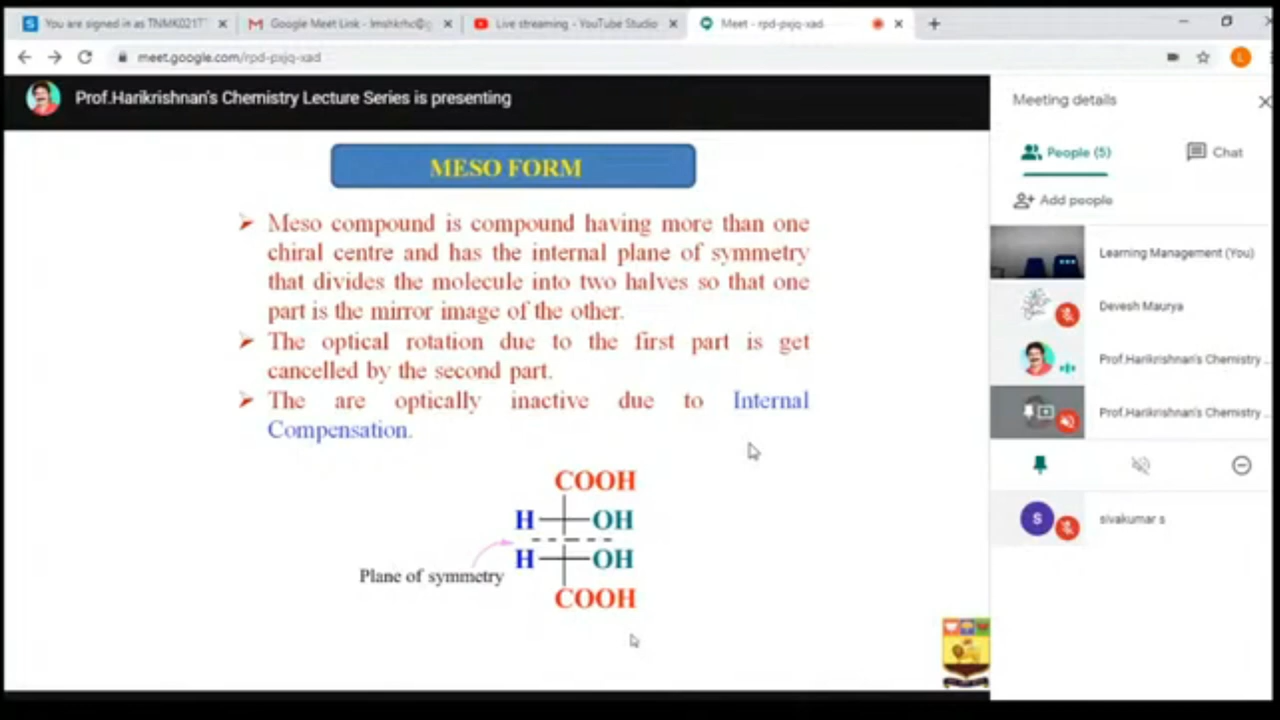 You are signed in as TNMK021T
Google Meet Link - lmshkrhc@g
Live streaming - YouTube Studio
Meet - rpd-pxjq-xad
meet.google.com/rpd-pxjq-xad
L
Prof.Harikrishnan's Chemistry Lecture Series is presenting
MESO FORM
➢ Meso compound is compound having more than one
chiral centre and has the internal plane of symmetry
that divides the molecule into two halves so that one
part is the mirror image of the other.
➢ The optical rotation due to the first part is get
cancelled by the second part.
➢ The are optically inactive due to Internal
Compensation.
COOH
H OH
H OH
Plane of symmetry
COOH
Meeting details
People (5)
Chat
Add people
Learning Management (You)
Devesh Maurya
Prof.Harikrishnan's Chemistry ...
Prof.Harikrishnan's Chemistry ...
S
sivakumar s